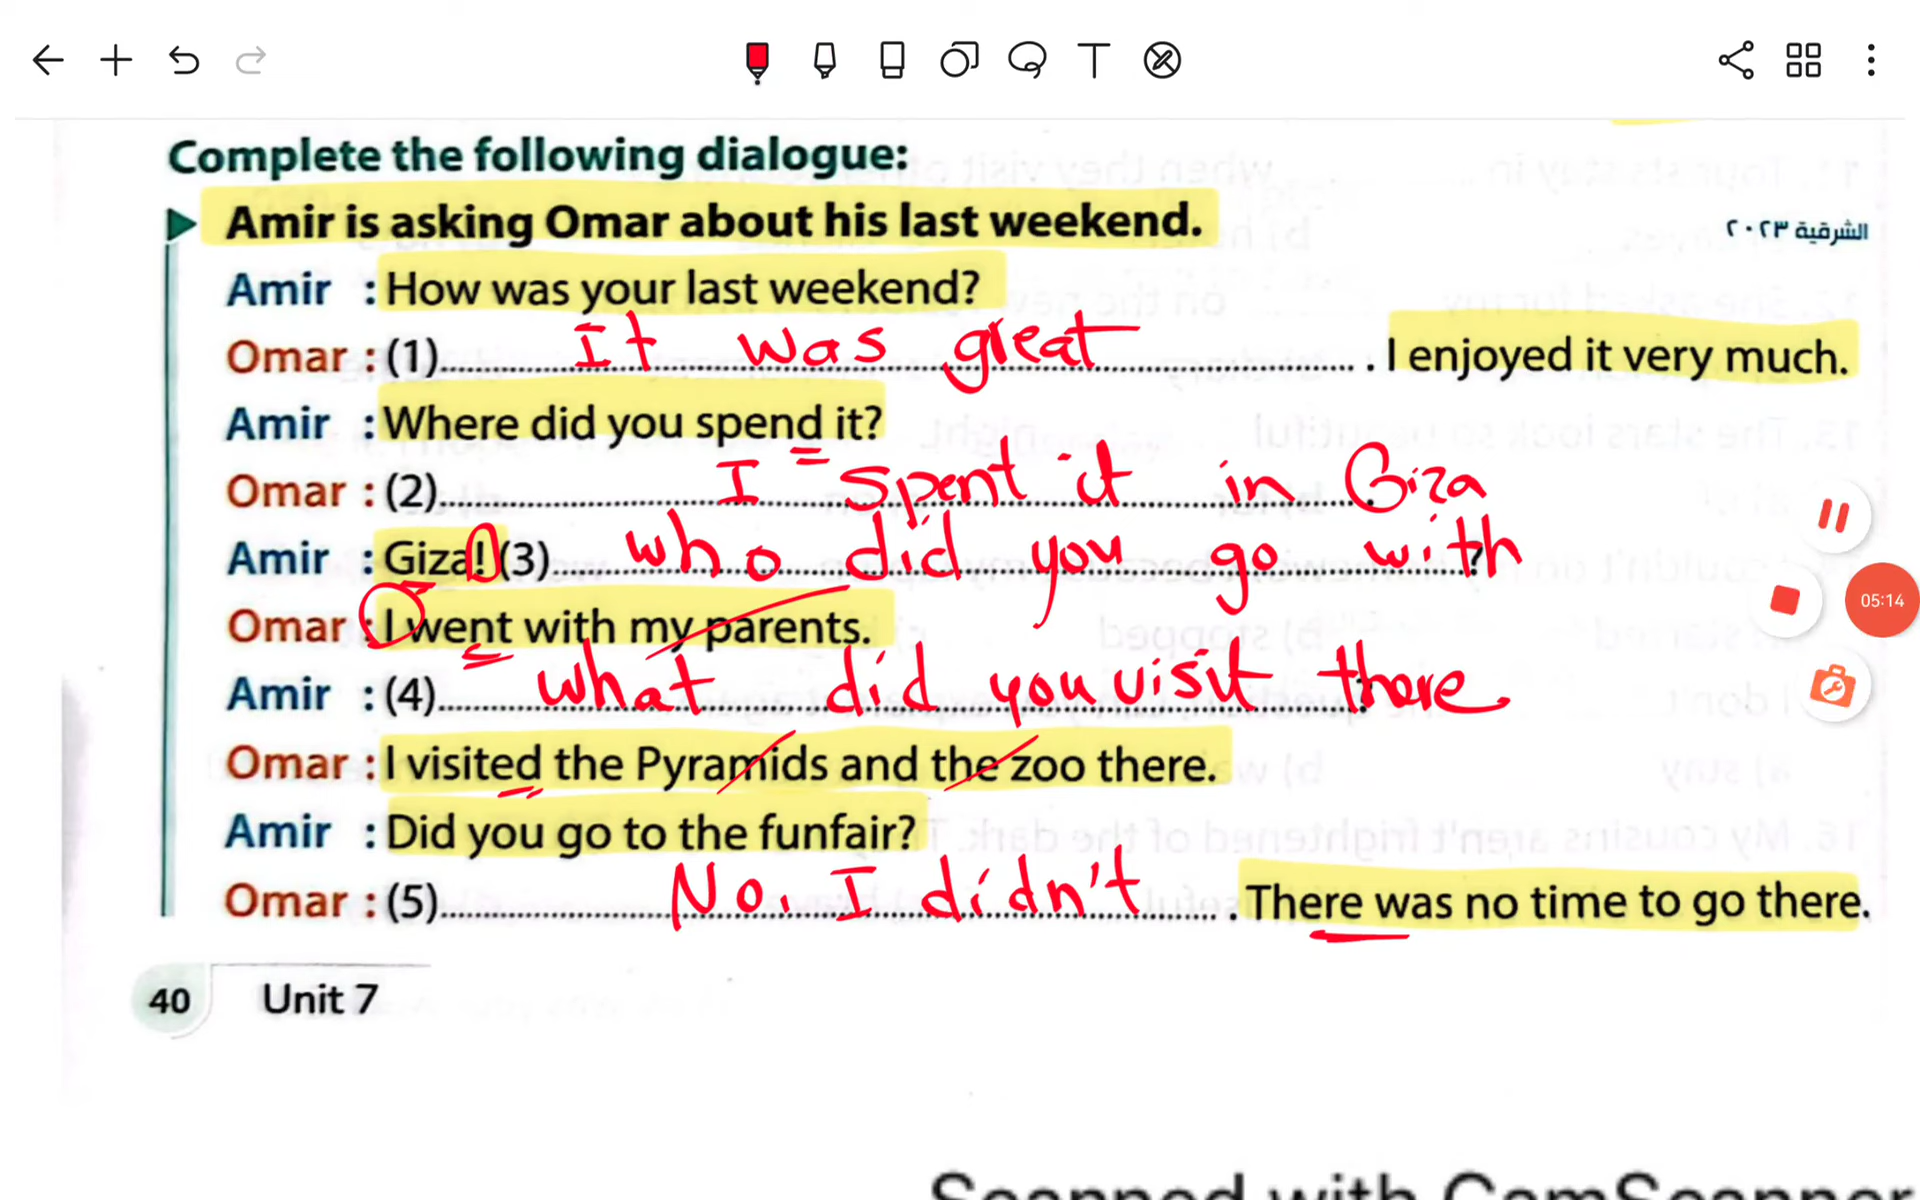 Complete the following dialogue:
Amir is asking Omar about his last weekend.
الشرقية ٢٠٢٣
Amir : How was your last weekend?
Omar : (1) It was great . I enjoyed it very much.
Amir : Where did you spend it?
Omar : (2) I spent it in Giza
Amir : Giza! (3) who did you go with ?
Omar : I went with my parents.
Amir : (4) what did you visit there
Omar : I visited the Pyramids and the zoo there.
Amir : Did you go to the funfair?
Omar : (5) No. I didn't . There was no time to go there.
05:14
40 Unit 7
Scanned with CamScanner